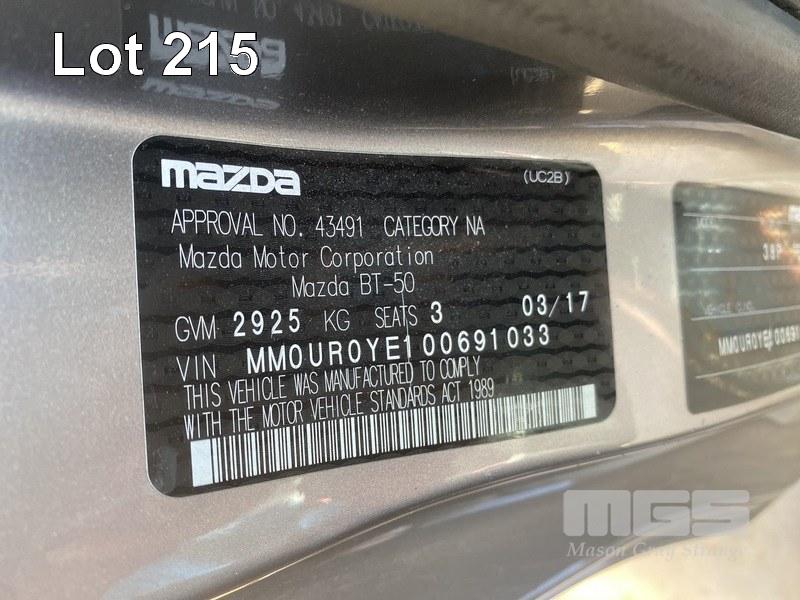 Lot 215
mazda
(UC2B)
APPROVAL NO. 43491 CATEGORY NA
Mazda Motor Corporation
Mazda BT-50
GVM 2925 KG SEATS 3 03/17
VIN MM0UR0YE100691033
THIS VEHICLE WAS MANUFACTURED TO COMPLY
WITH THE MOTOR VEHICLE STANDARDS ACT 1989
MGS
Mason Gray Strange